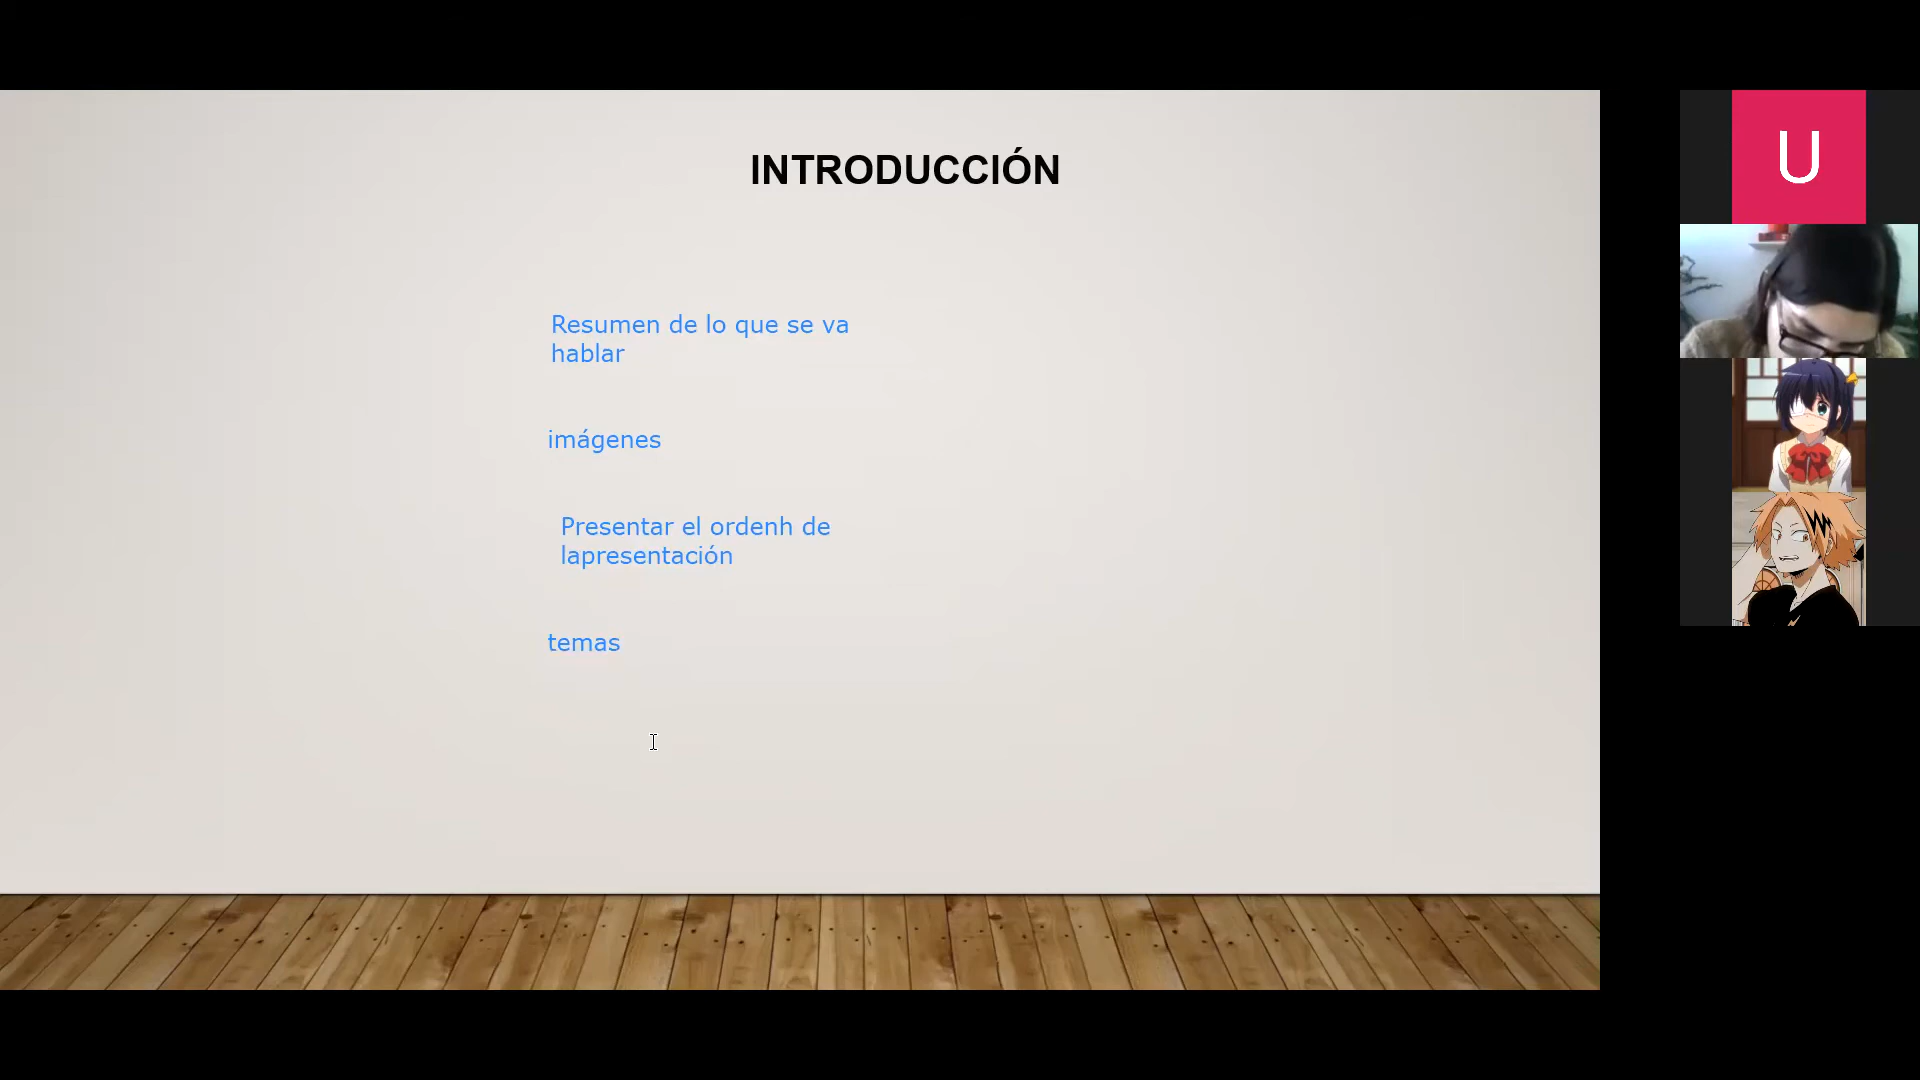 INTRODUCCIÓN
Resumen de lo que se va
hablar
imágenes
Presentar el ordenh de
lapresentación
temas
U